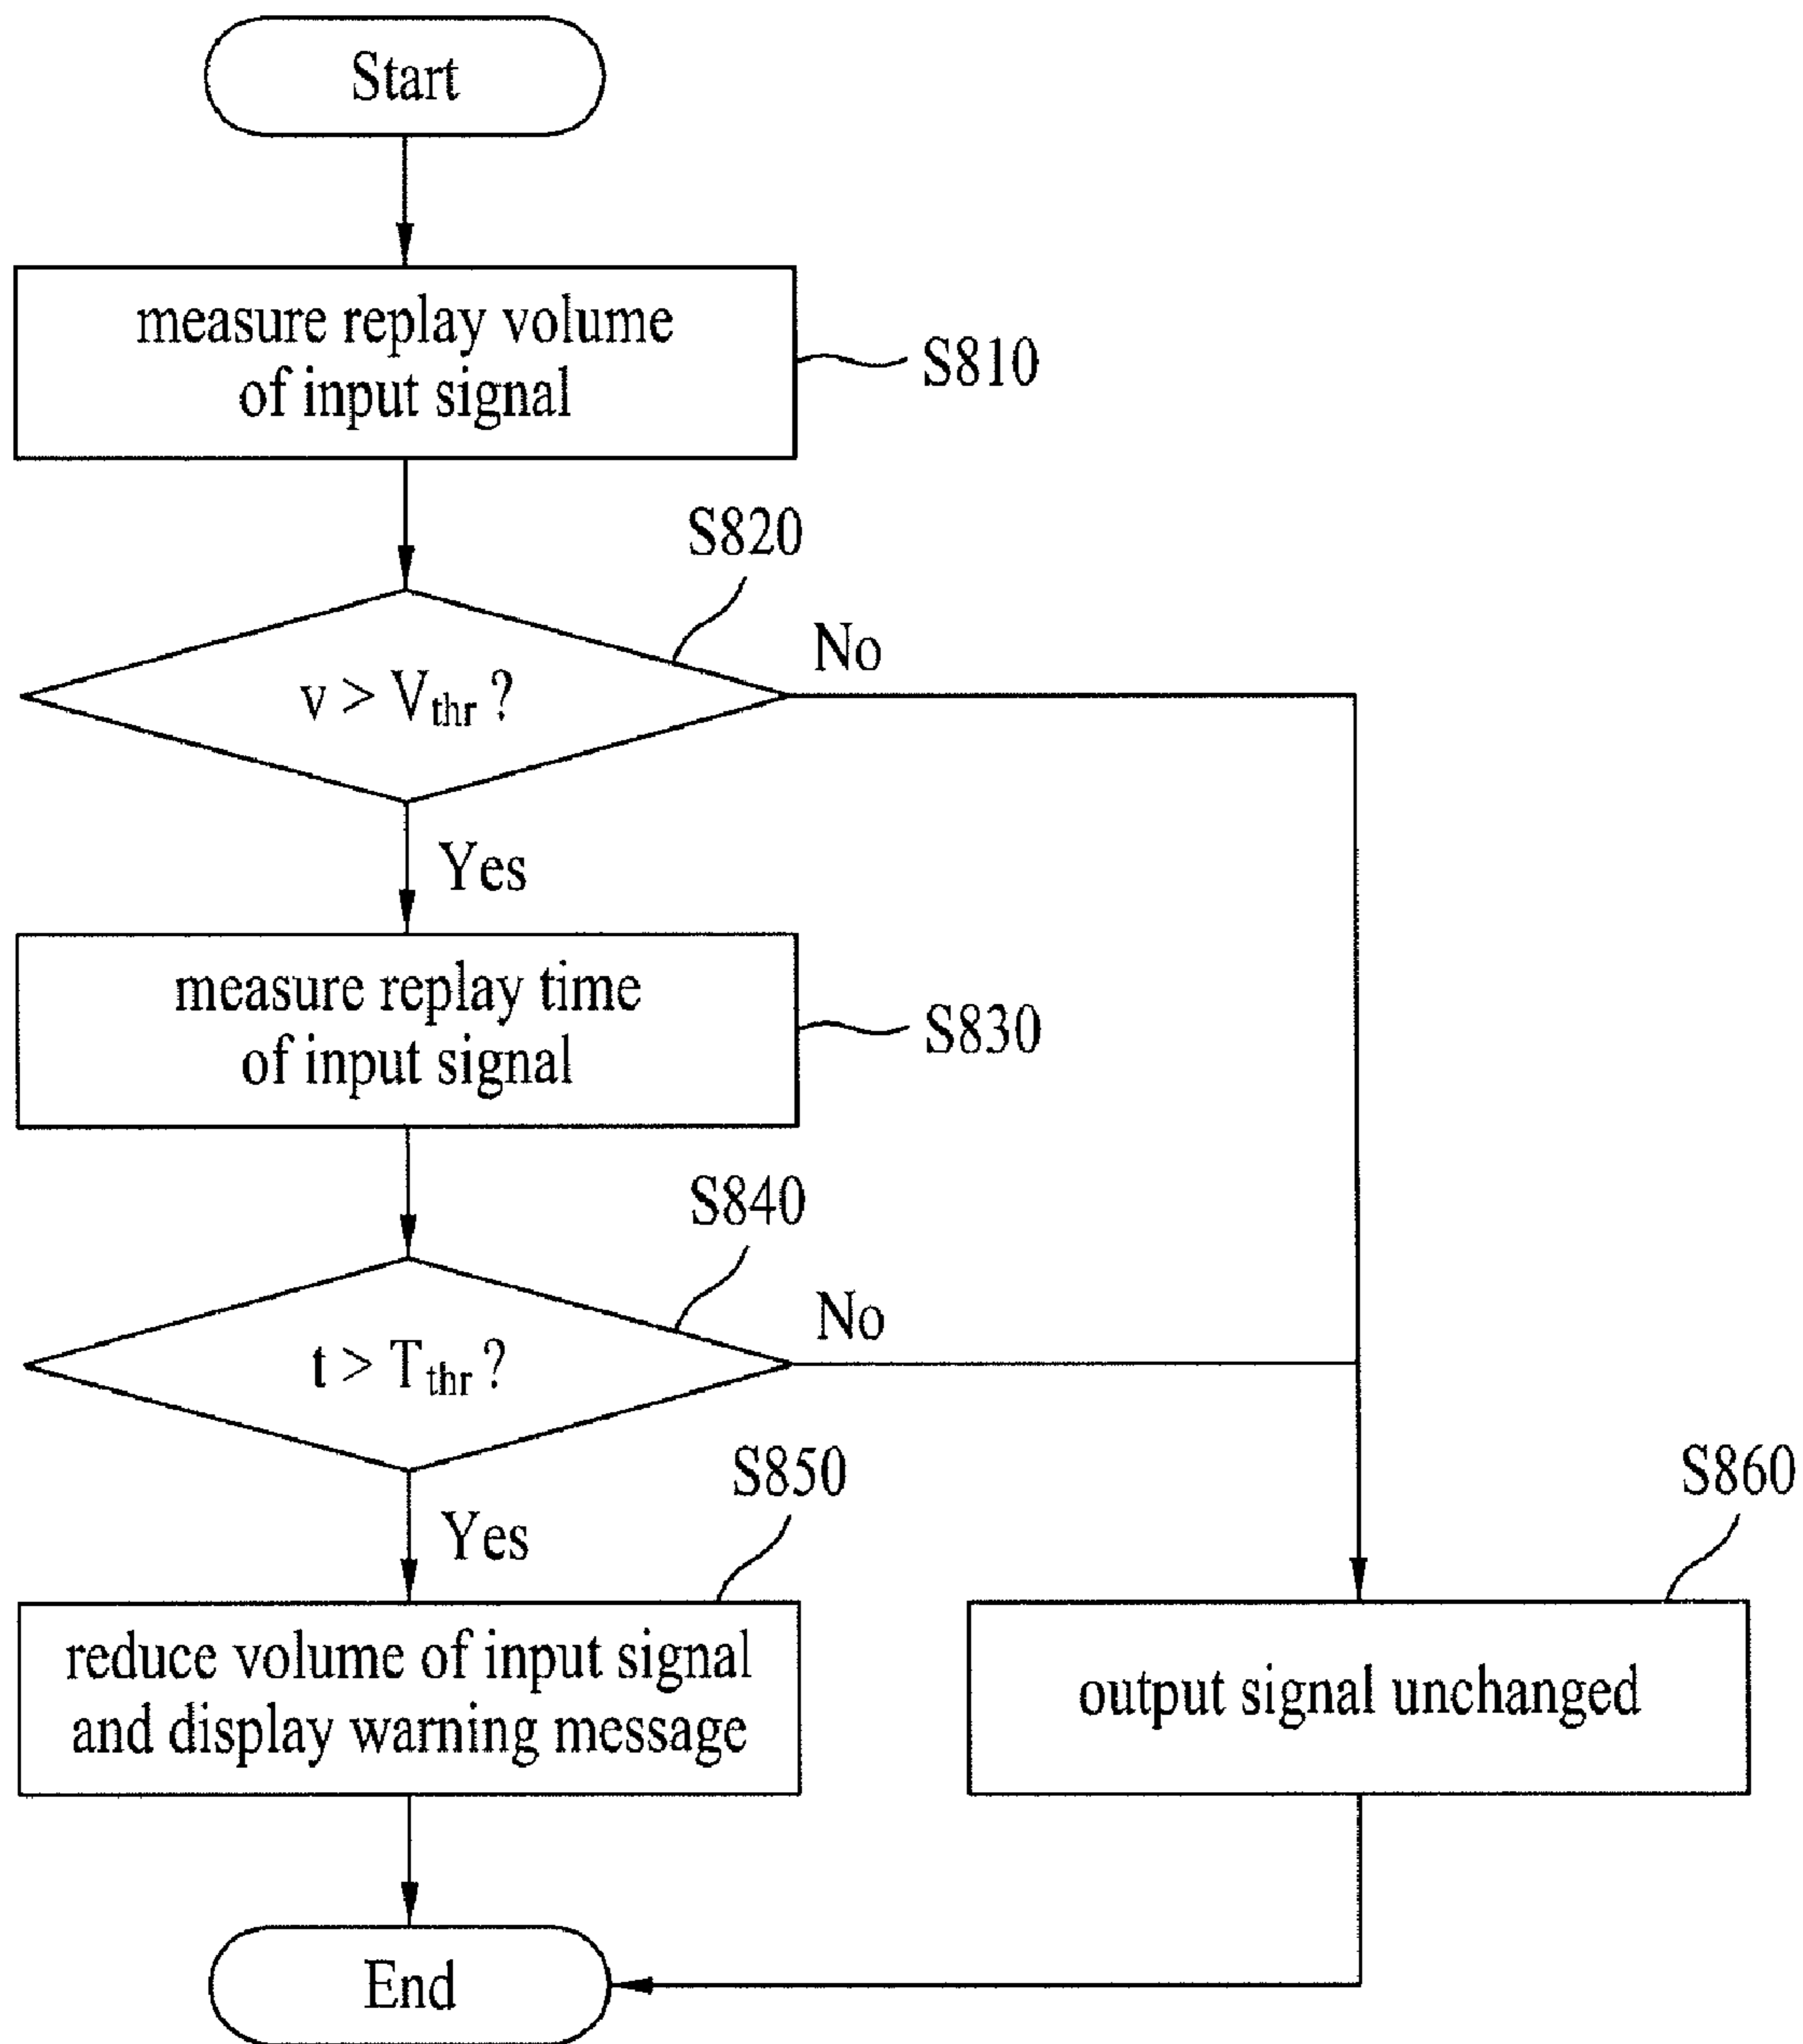 Start
measure replay volume
of input signal
S810
S820
v > Vthr ?
No
Yes
measure replay time
of input signal
S830
S840
t > Tthr ?
No
Yes
S850
reduce volume of input signal
and display warning message
S860
output signal unchanged
End